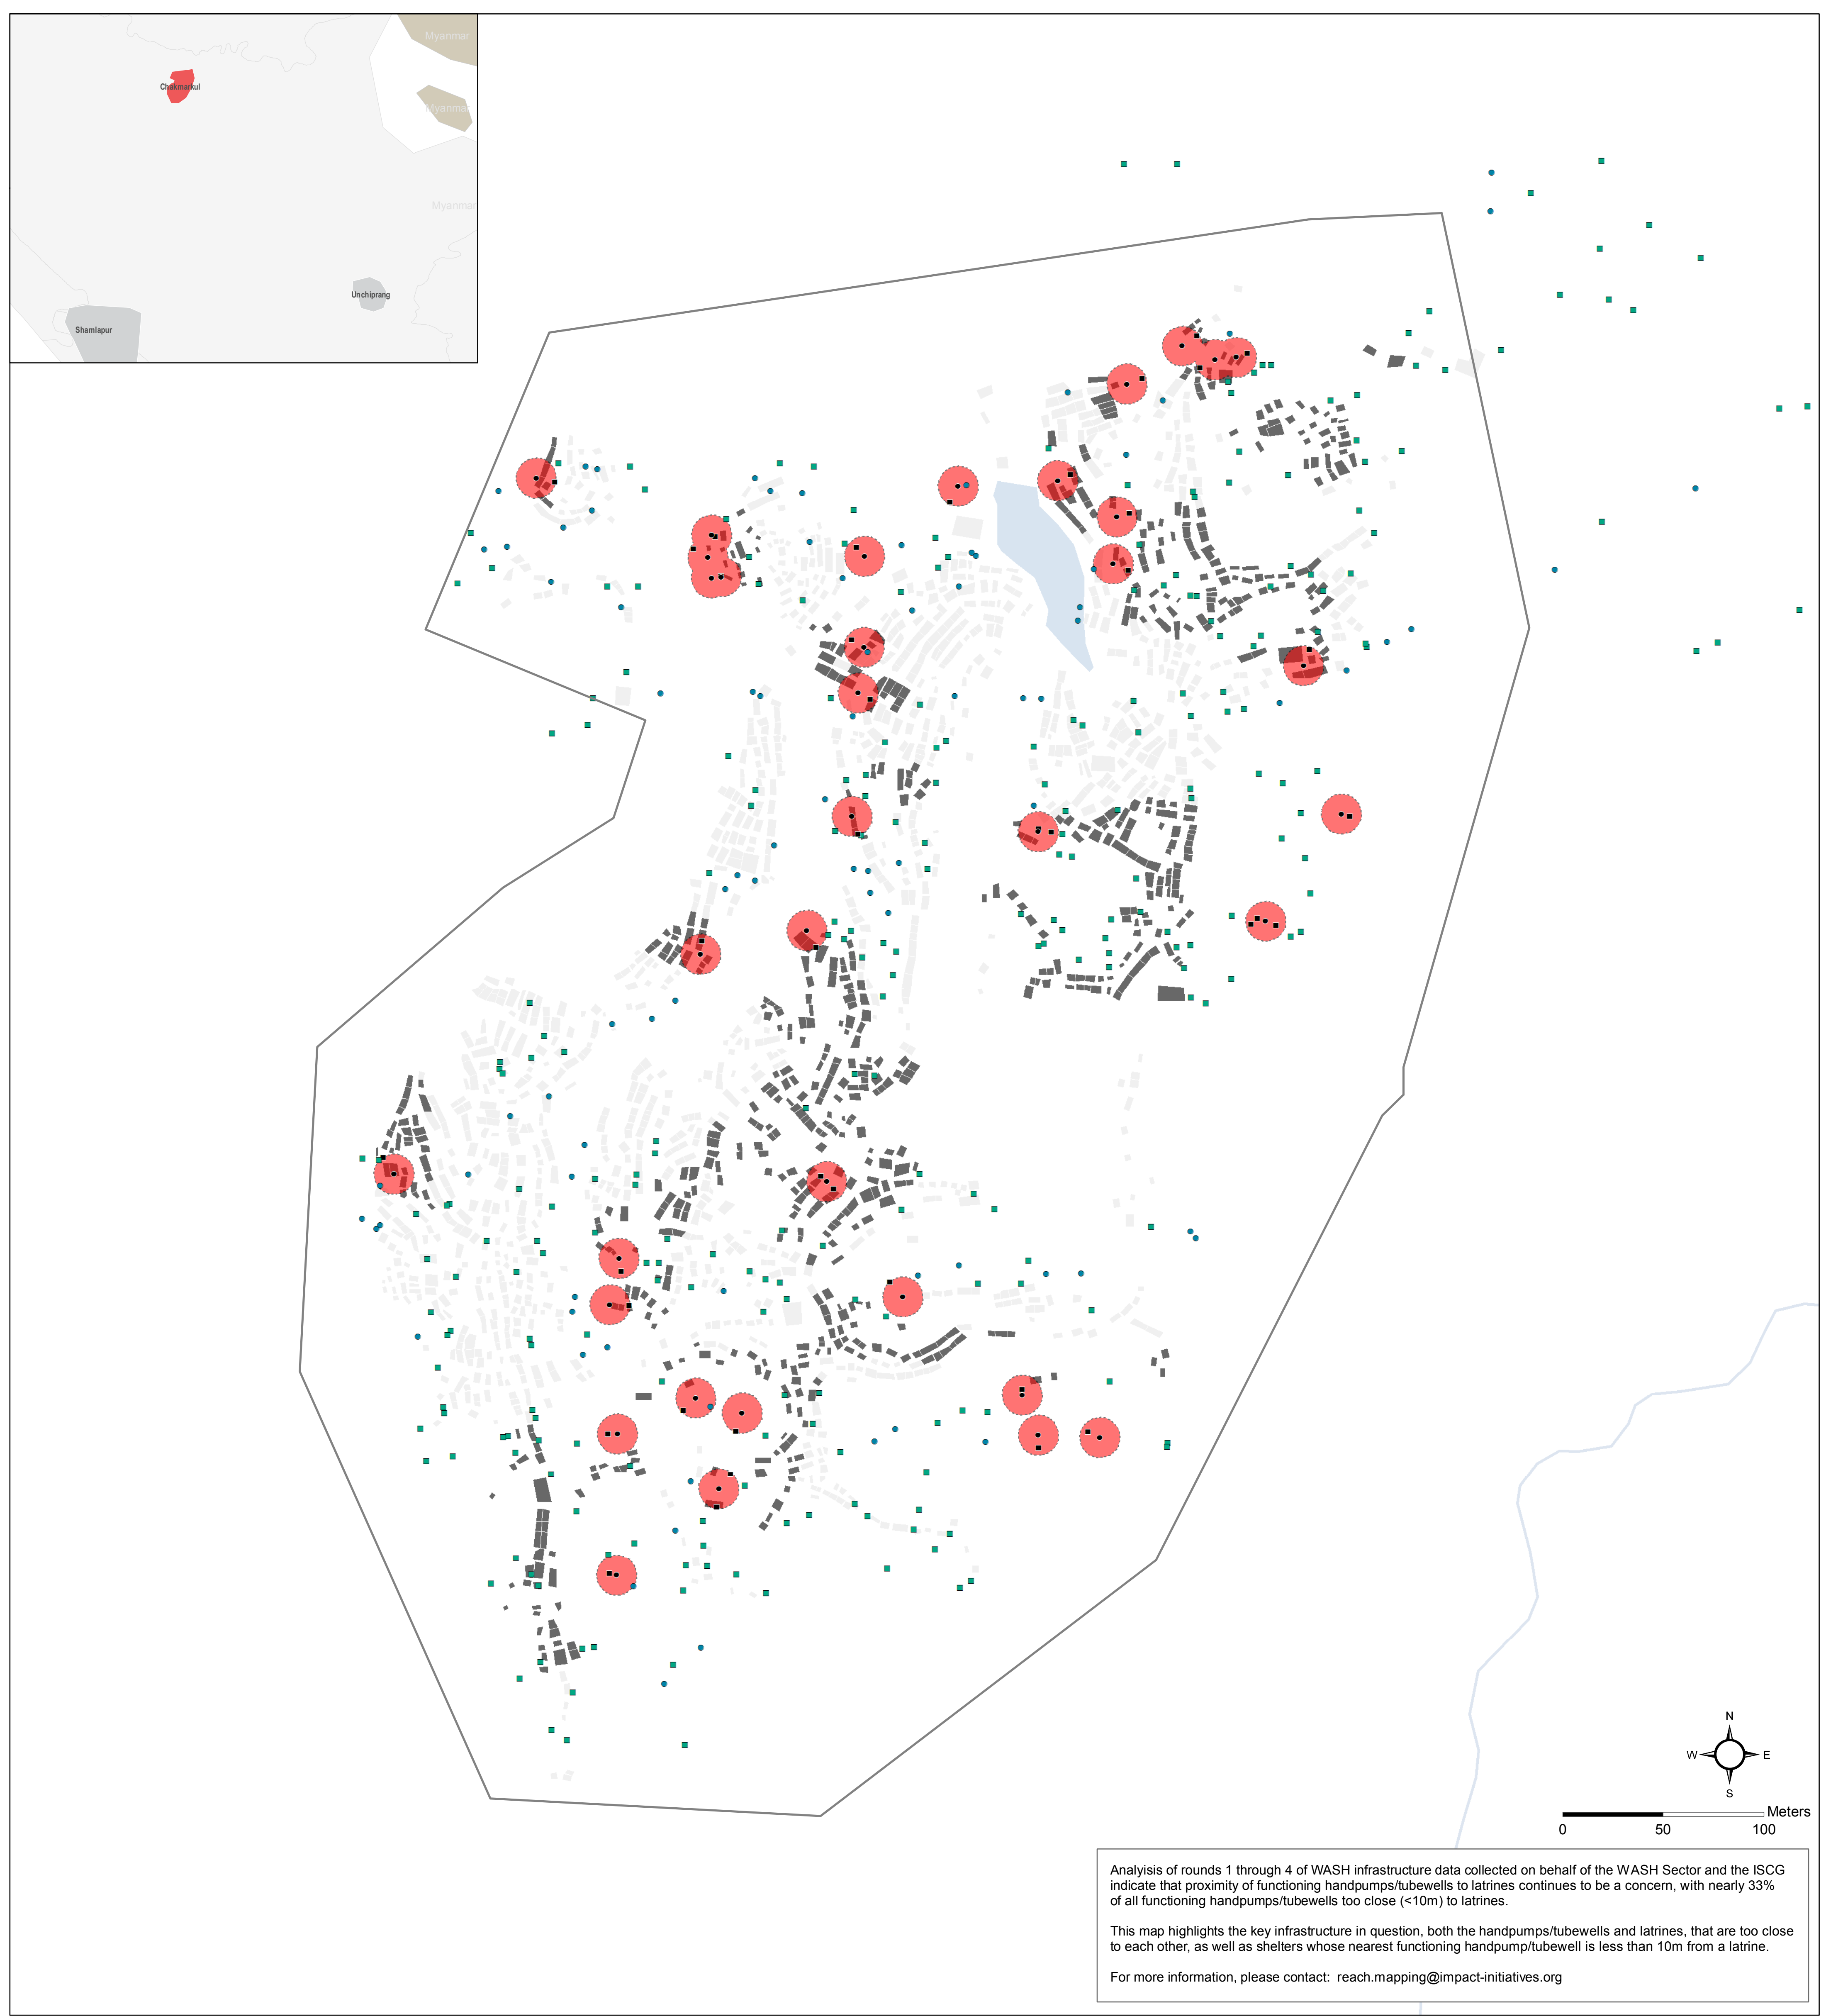 Myanmar
Chakmarkul
Myanmar
Myanmar
Unchiprang
Shamlapur
N
W E
S
Meters
0 50 100
Analyisis of rounds 1 through 4 of WASH infrastructure data collected on behalf of the WASH Sector and the ISCG
indicate that proximity of functioning handpumps/tubewells to latrines continues to be a concern, with nearly 33%
of all functioning handpumps/tubewells too close (<10m) to latrines.
This map highlights the key infrastructure in question, both the handpumps/tubewells and latrines, that are too close
to each other, as well as shelters whose nearest functioning handpump/tubewell is less than 10m from a latrine.
For more information, please contact: reach.mapping@impact-initiatives.org